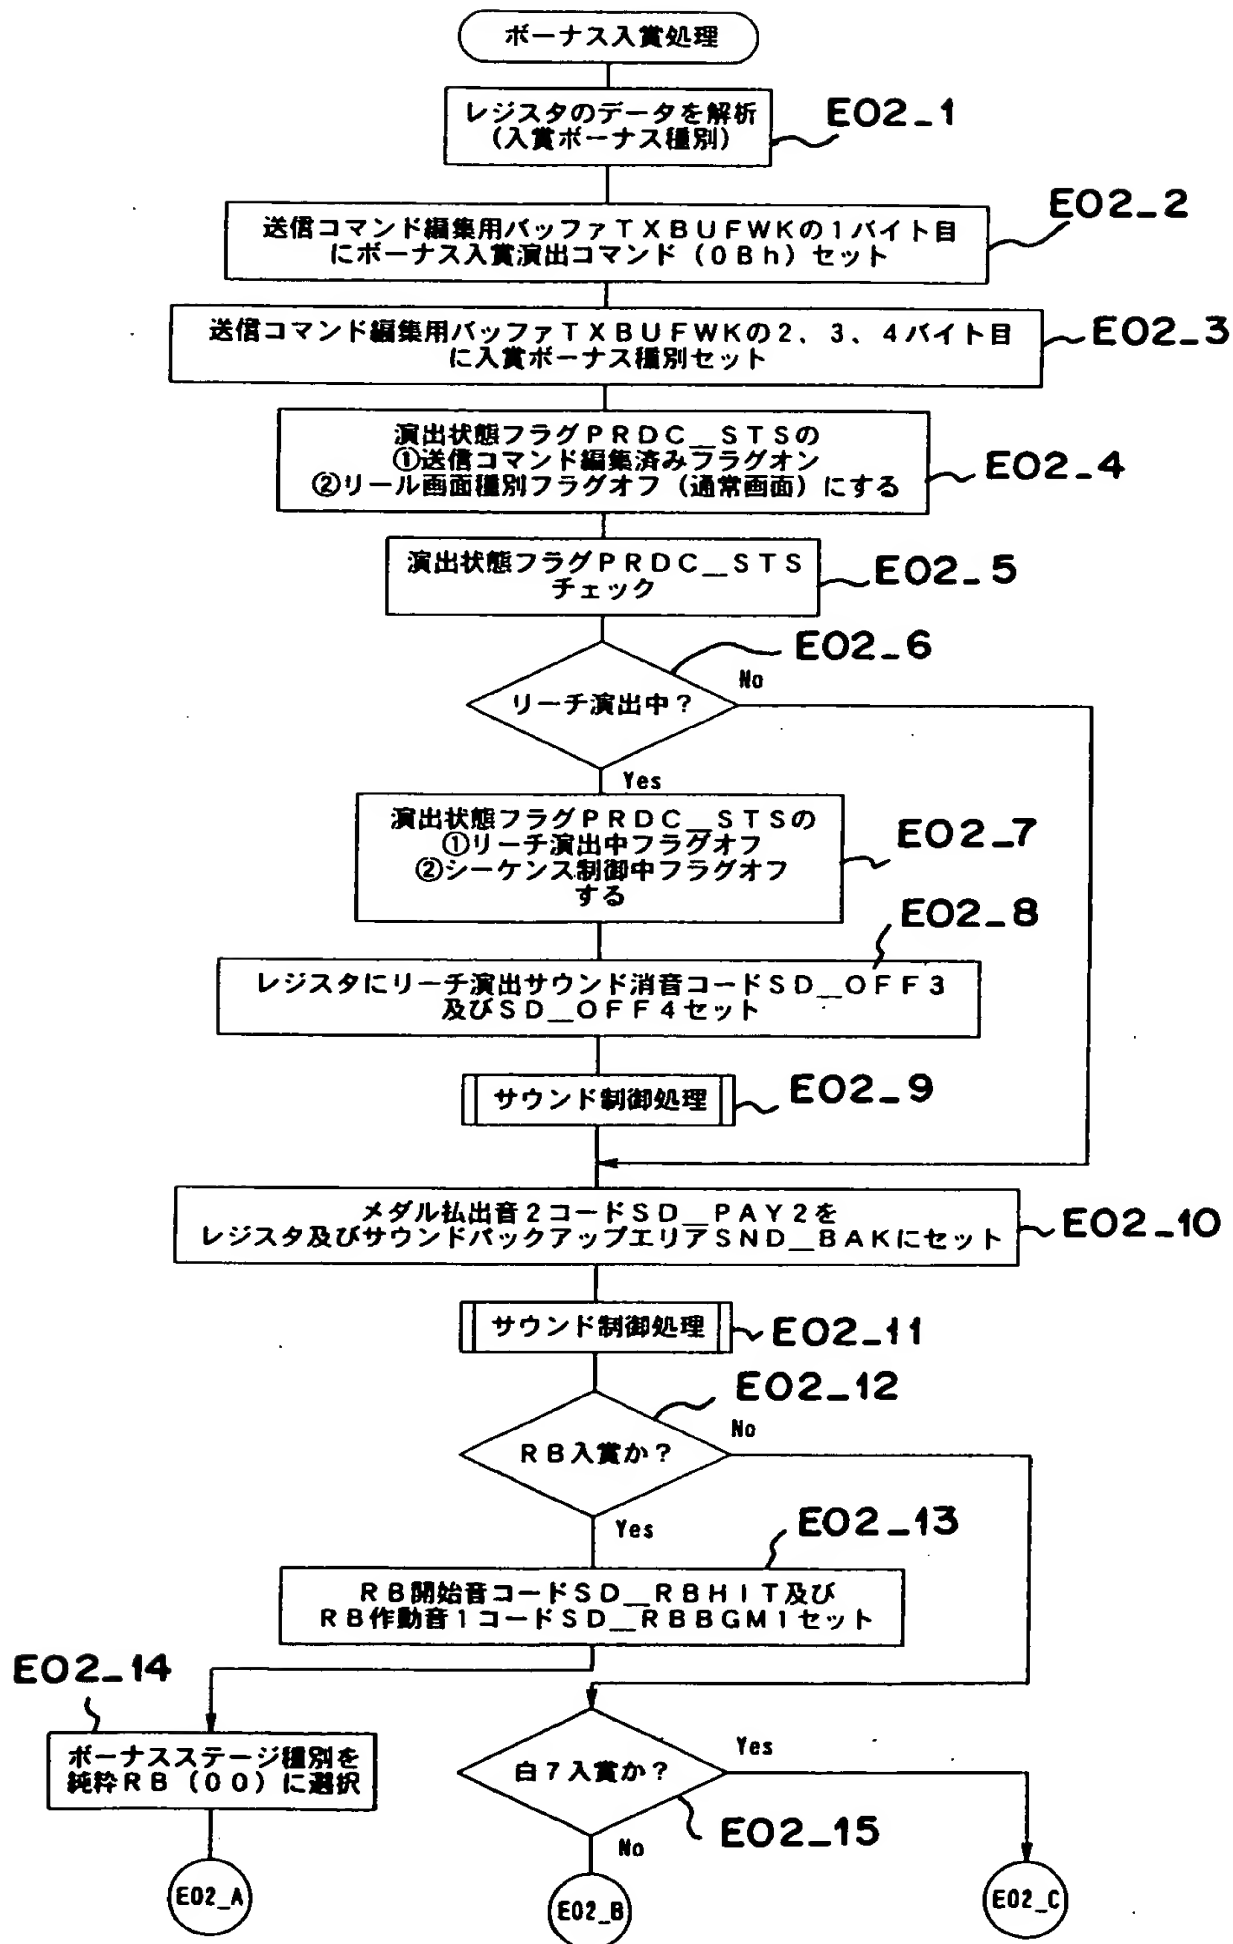 ボーナス入賞処理
レジスタのデータを解析
(入賞ボーナス種別)
E02_1
送信コマンド編集用バッファTXBUFWKの1バイト目
にボーナス入賞演出コマンド(0Bh)セット
E02_2
送信コマンド編集用バッファTXBUFWKの2、3、4バイト目
に入賞ボーナス種別セット
E02_3
演出状態フラグPRDC_STSの
①送信コマンド編集済みフラグオン
②リール画面種別フラグオフ(通常画面)にする
E02_4
演出状態フラグPRDC_STS
チェック
E02_5
E02_6
リーチ演出中?
No
Yes
演出状態フラグPRDC_STSの
①リーチ演出中フラグオフ
②シーケンス制御中フラグオフ
する
E02_7
E02_8
レジスタにリーチ演出サウンド消音コードSD_OFF3
及びSD_OFF4セット
サウンド制御処理
E02_9
メダル払出音2コードSD_PAY2を
レジスタ及びサウンドバックアップエリアSND_BAKにセット
E02_10
サウンド制御処理
E02_11
E02_12
RB入賞か?
No
Yes
E02_13
RB開始音コードSD_RBHIT及び
RB作動音1コードSD_RBBGM1セット
E02_14
ボーナスステージ種別を
純粋RB(00)に選択
白7入賞か?
Yes
E02_15
No
E02_A
E02_B
E02_C